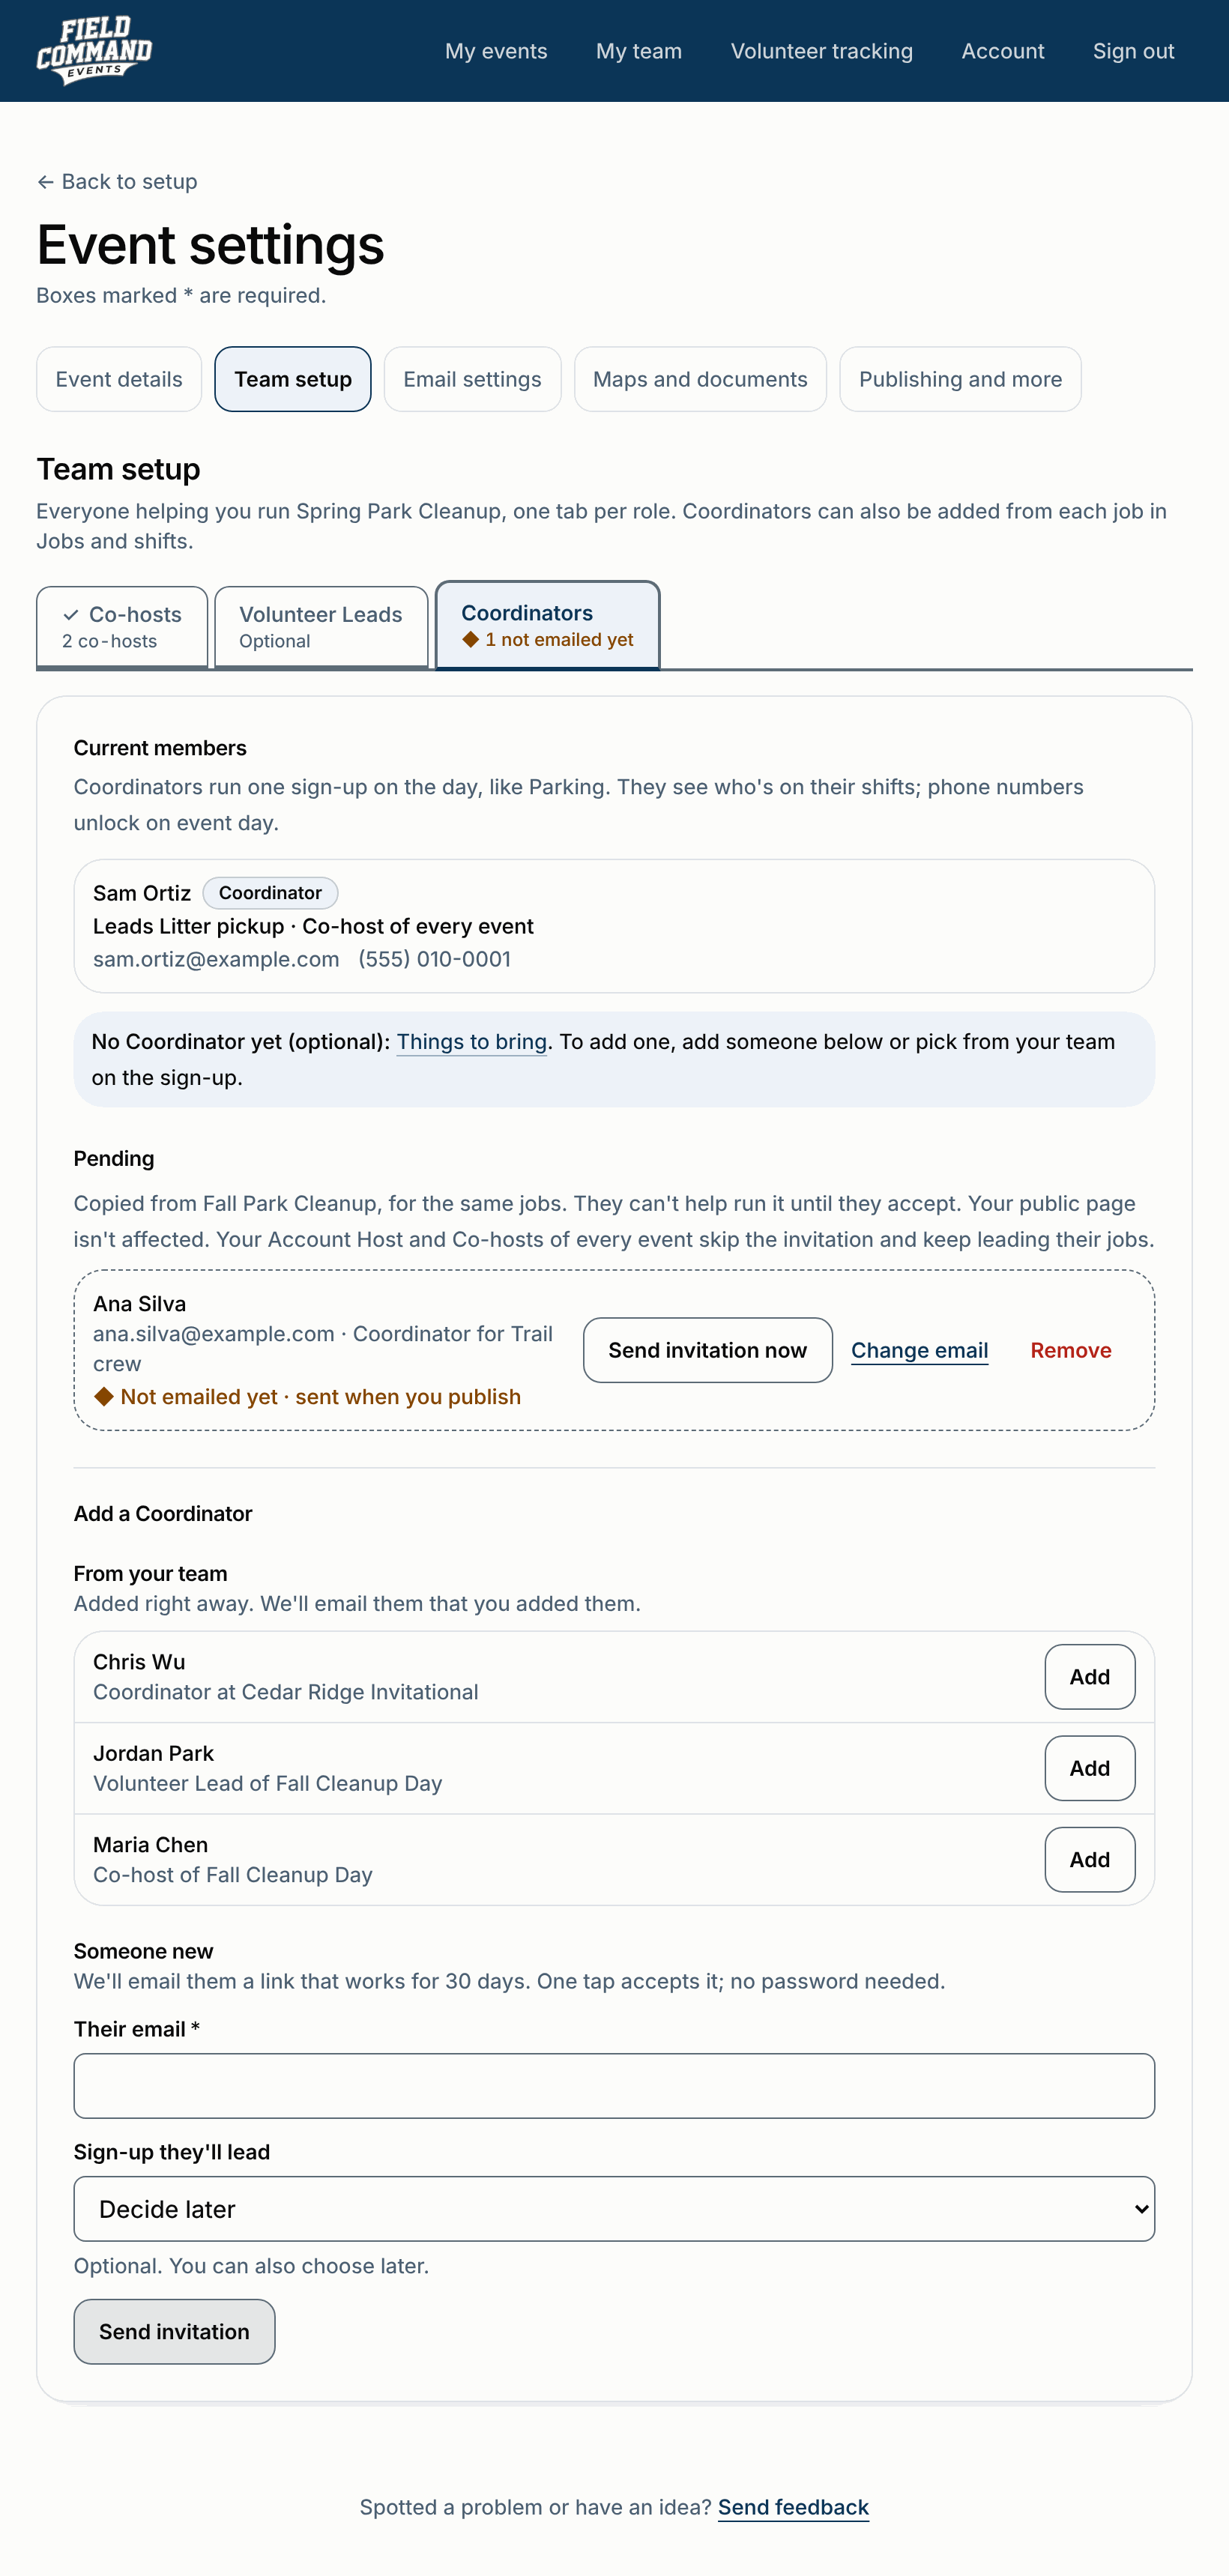 FIELD
COMMAND
EVENTS
My events
My team
Volunteer tracking
Account
Sign out
← Back to setup
Event settings
Boxes marked * are required.
Event details
Team setup
Email settings
Maps and documents
Publishing and more
Team setup
Everyone helping you run Spring Park Cleanup, one tab per role. Coordinators can also be added from each job in
Jobs and shifts.
✓ Co-hosts
2 co-hosts
Volunteer Leads
Optional
Coordinators
◆ 1 not emailed yet
Current members
Coordinators run one sign-up on the day, like Parking. They see who's on their shifts; phone numbers
unlock on event day.
Sam Ortiz Coordinator
Leads Litter pickup · Co-host of every event
sam.ortiz@example.com (555) 010-0001
No Coordinator yet (optional): Things to bring. To add one, add someone below or pick from your team
on the sign-up.
Pending
Copied from Fall Park Cleanup, for the same jobs. They can't help run it until they accept. Your public page
isn't affected. Your Account Host and Co-hosts of every event skip the invitation and keep leading their jobs.
Ana Silva
ana.silva@example.com · Coordinator for Trail
crew
◆ Not emailed yet · sent when you publish
Send invitation now
Change email
Remove
Add a Coordinator
From your team
Added right away. We'll email them that you added them.
Chris Wu
Coordinator at Cedar Ridge Invitational
Add
Jordan Park
Volunteer Lead of Fall Cleanup Day
Add
Maria Chen
Co-host of Fall Cleanup Day
Add
Someone new
We'll email them a link that works for 30 days. One tap accepts it; no password needed.
Their email *
Sign-up they'll lead
Decide later
Optional. You can also choose later.
Send invitation
Spotted a problem or have an idea? Send feedback